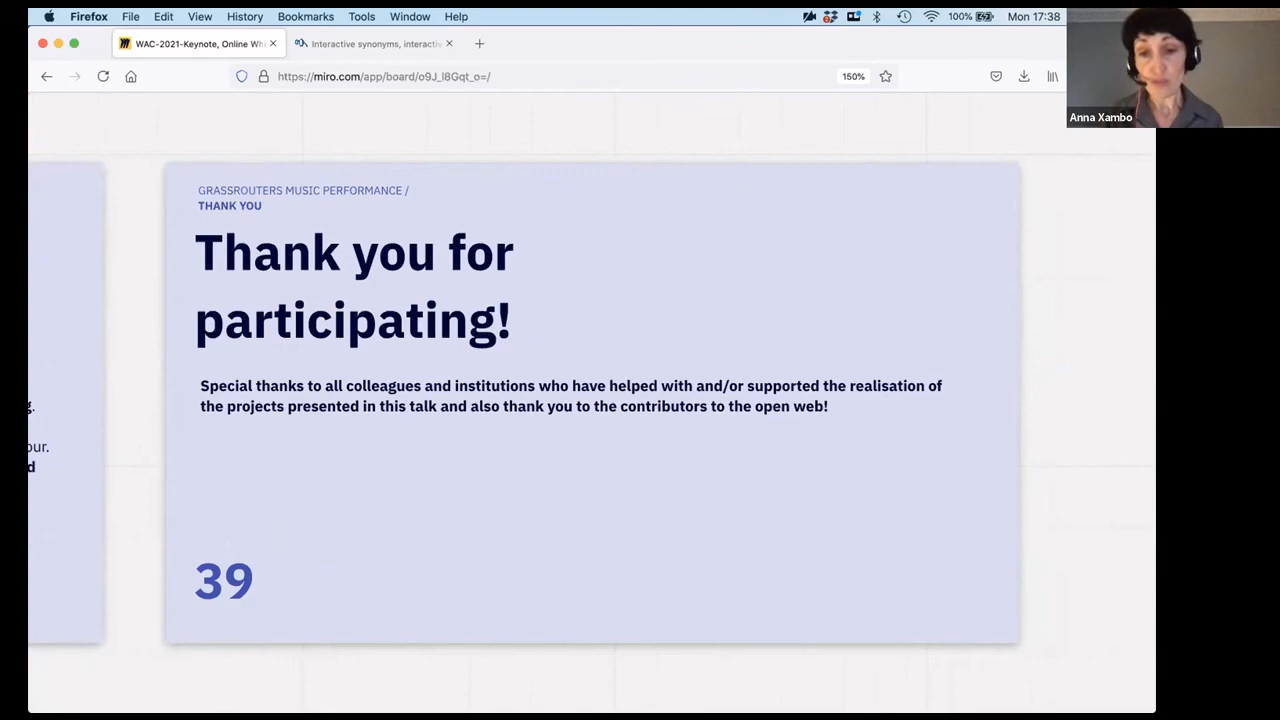 Firefox File Edit View History Bookmarks Tools Window Help 100% Mon 17:38
WAC-2021-Keynote, Online Wh
Interactive synonyms, interactiv
https://miro.com/app/board/o9J_l8Gqt_o=/ 150%
Anna Xambo
GRASSROUTERS MUSIC PERFORMANCE /
THANK YOU
Thank you for
participating!
Special thanks to all colleagues and institutions who have helped with and/or supported the realisation of
the projects presented in this talk and also thank you to the contributors to the open web!
39
g.
our.
d